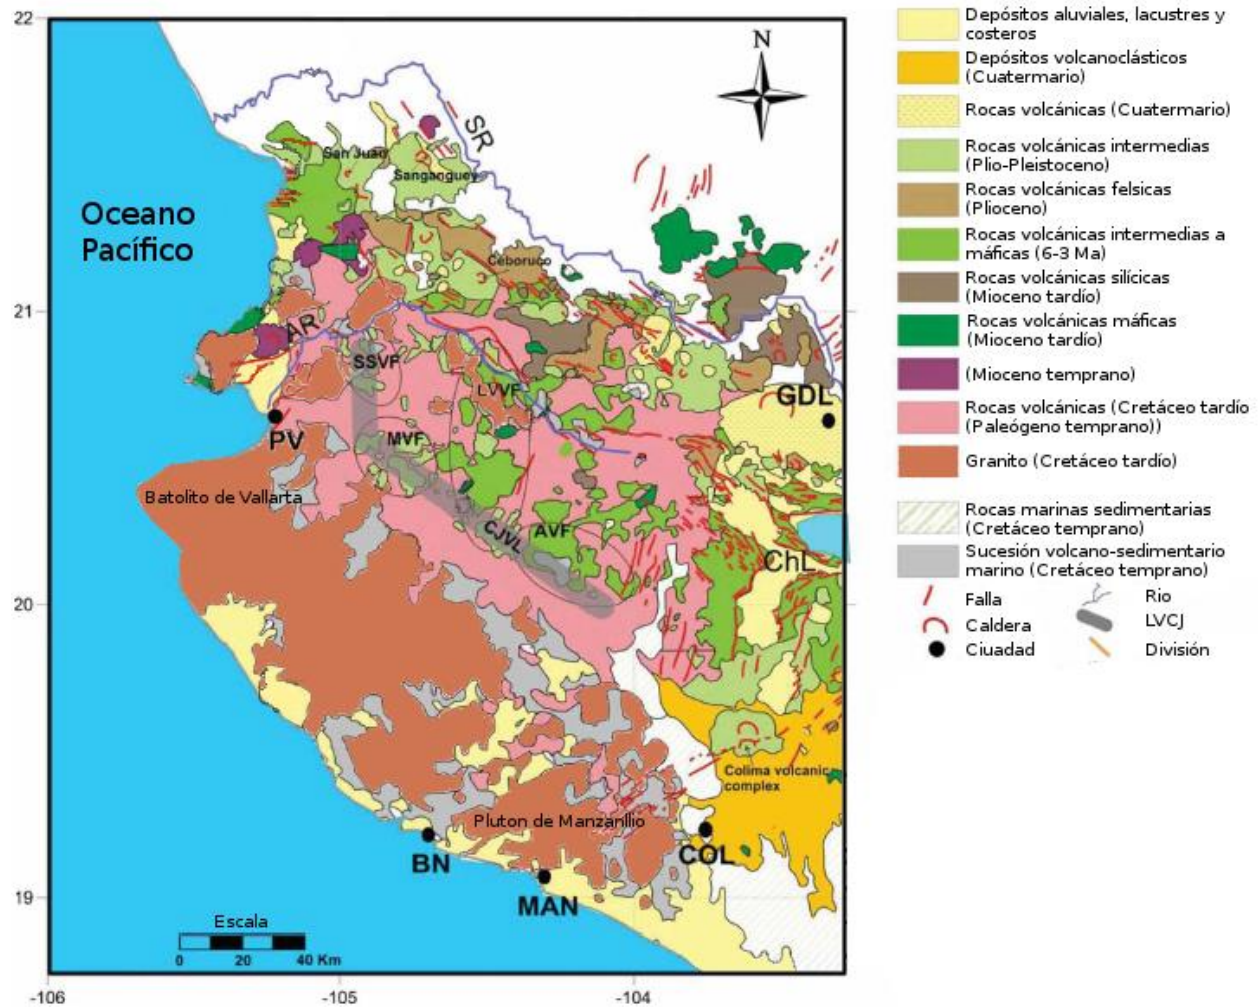 22
N
SR
San Juan
Sanganguey
Oceano
Pacífico
Ceboruco
21
AR
SSVF
LVVF
GDL
PV
MVF
Batolito de Vallarta
CJVL
AVF
ChL
20
Colima volcanic
complex
Pluton de Manzanillo
BN
COL
MAN
19
Escala
0 20 40 Km
-106 -105 -104
Depósitos aluviales, lacustres y
costeros
Depósitos volcanoclásticos
(Cuatermario)
Rocas volcánicas (Cuatermario)
Rocas volcánicas intermedias
(Plio-Pleistoceno)
Rocas volcánicas felsicas
(Plioceno)
Rocas volcánicas intermedias a
máficas (6-3 Ma)
Rocas volcánicas silícicas
(Mioceno tardío)
Rocas volcánicas máficas
(Mioceno tardío)
(Mioceno temprano)
Rocas volcánicas (Cretáceo tardío
(Paleógeno temprano))
Granito (Cretáceo tardío)
Rocas marinas sedimentarias
(Cretáceo temprano)
Sucesión volcano-sedimentario
marino (Cretáceo temprano)
Falla
Caldera
Ciuadad
Rio
LVCJ
División